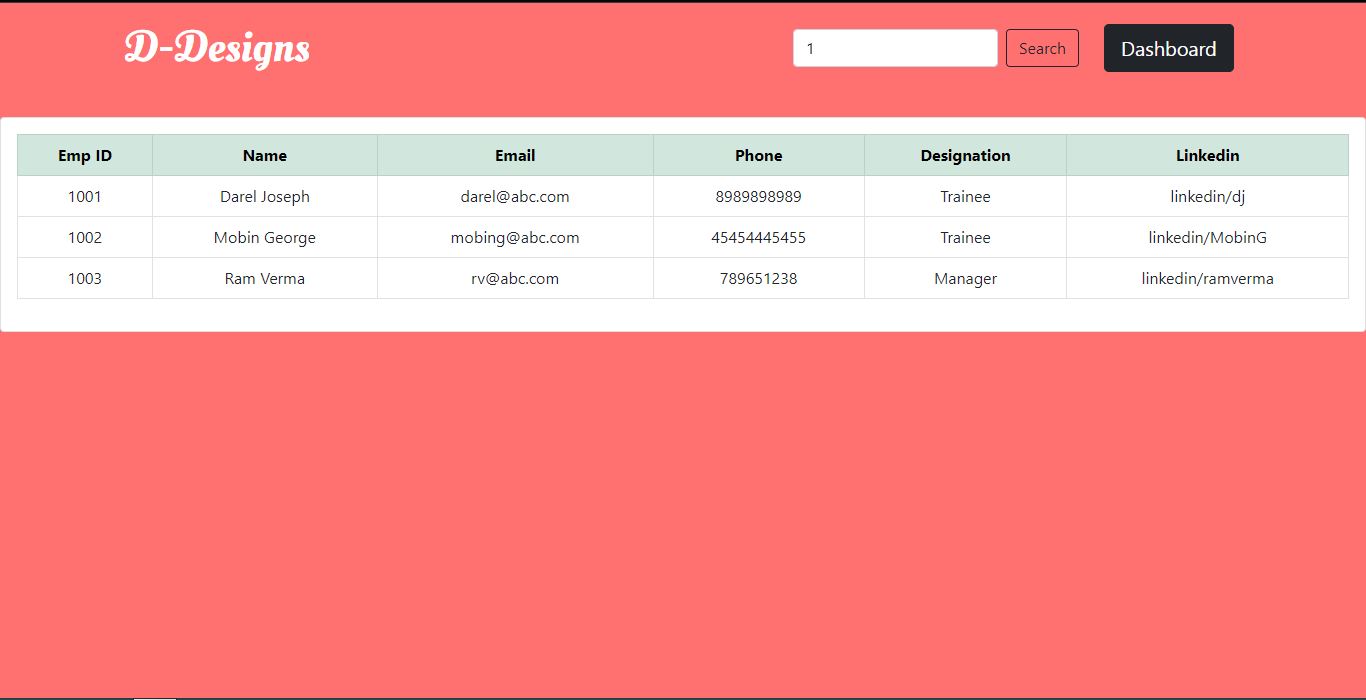 D-Designs
1 Search Dashboard
Emp ID Name Email Phone Designation Linkedin
1001 Darel Joseph darel@abc.com 8989898989 Trainee linkedin/dj
1002 Mobin George mobing@abc.com 45454445455 Trainee linkedin/MobinG
1003 Ram Verma rv@abc.com 789651238 Manager linkedin/ramverma